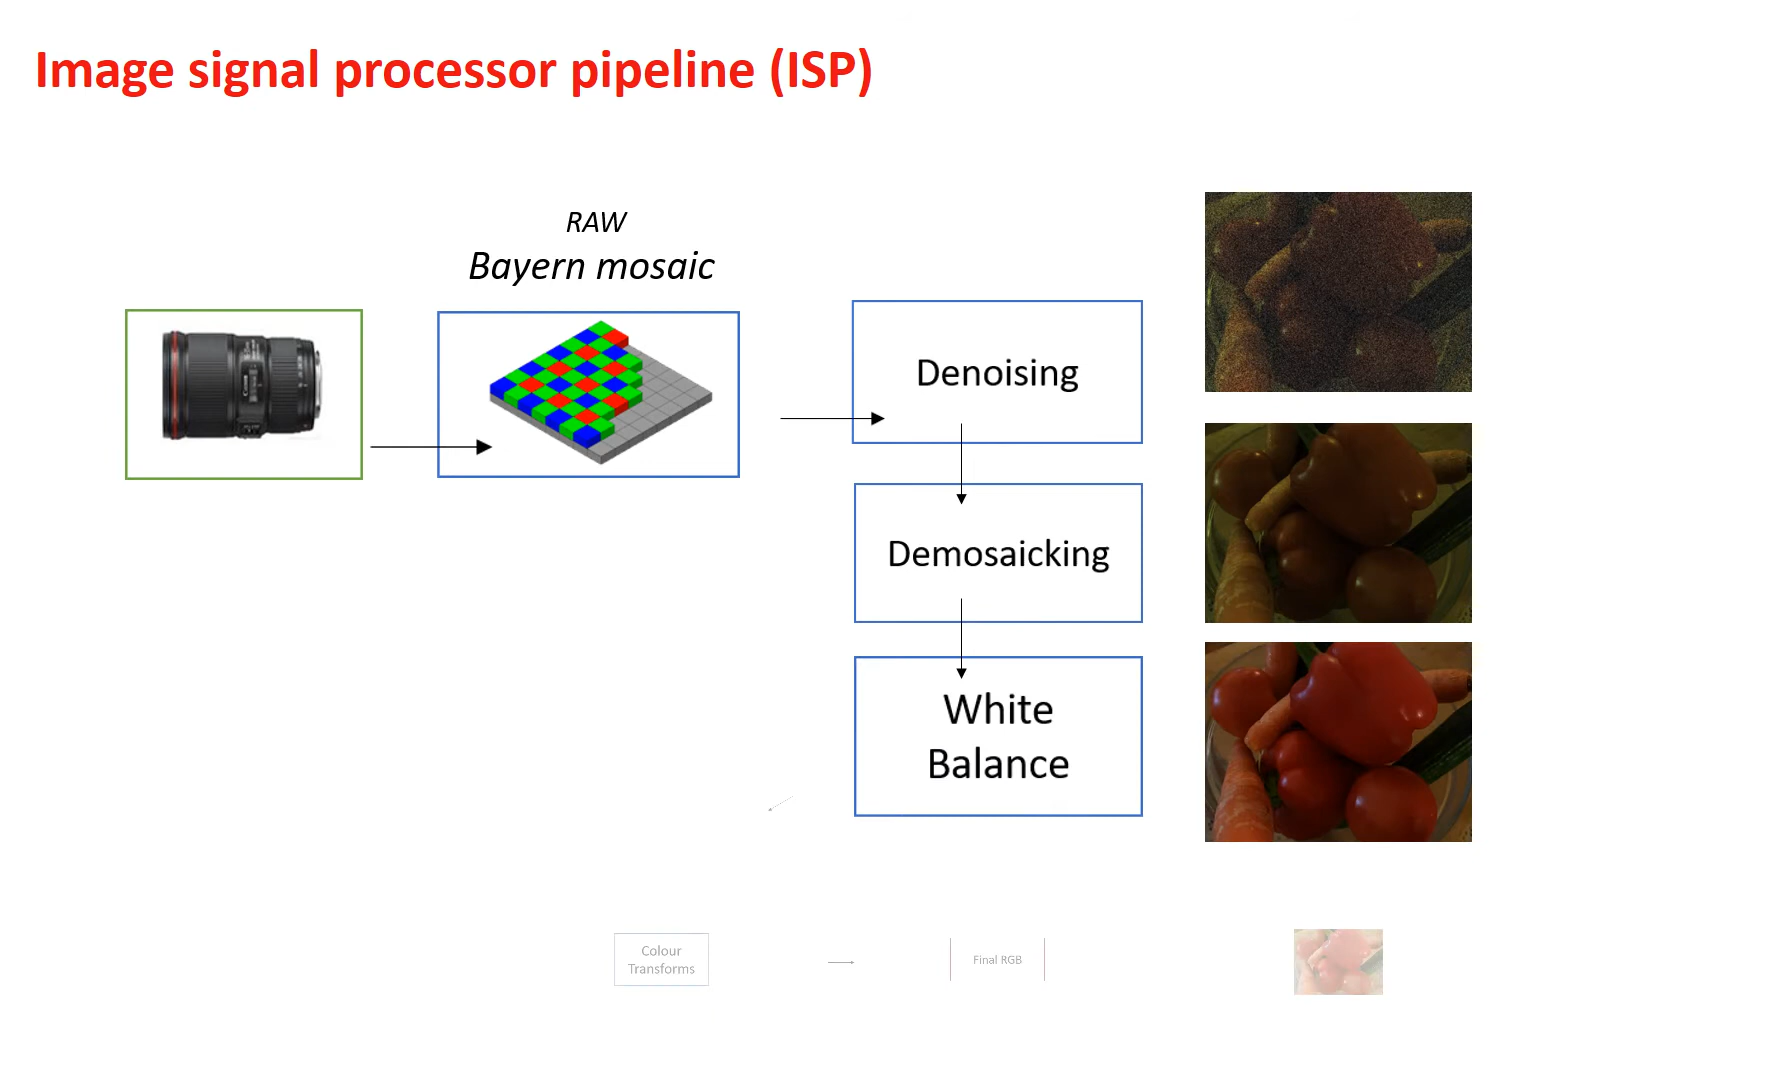 Image signal processor pipeline (ISP)
RAW
Bayern mosaic
Denoising
Demosaicking
White
Balance
Colour
Transforms
Final RGB